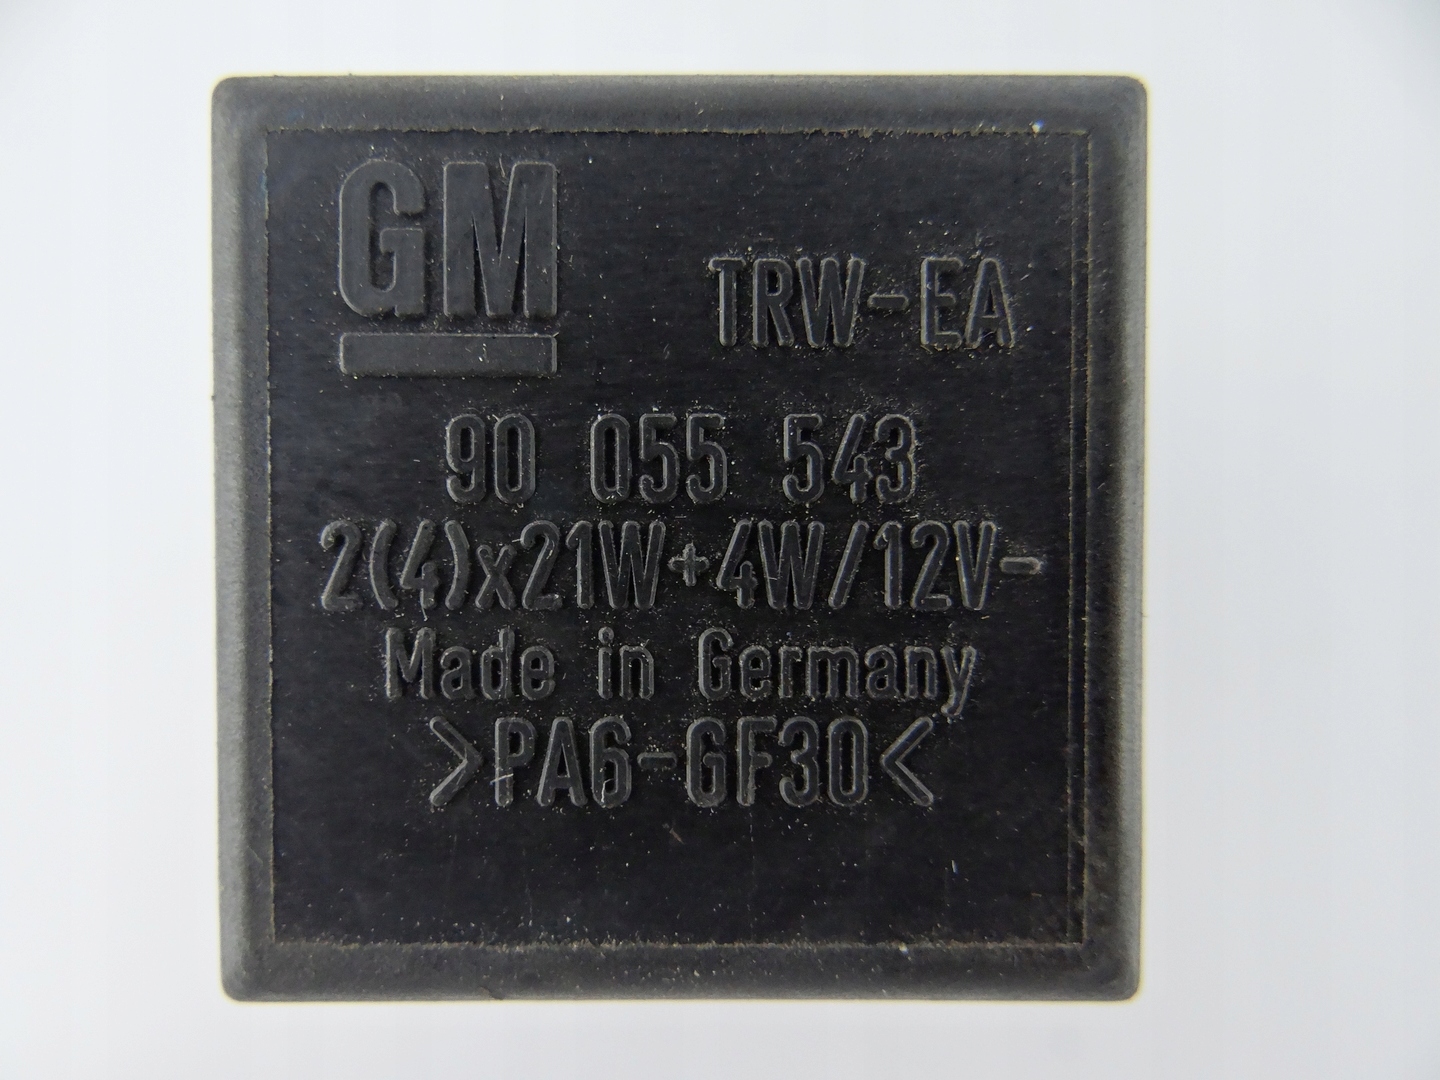 GM
TRW-EA
90 055 543
2(4)x21W+4W/12V-
Made in Germany
>PA6-GF30<